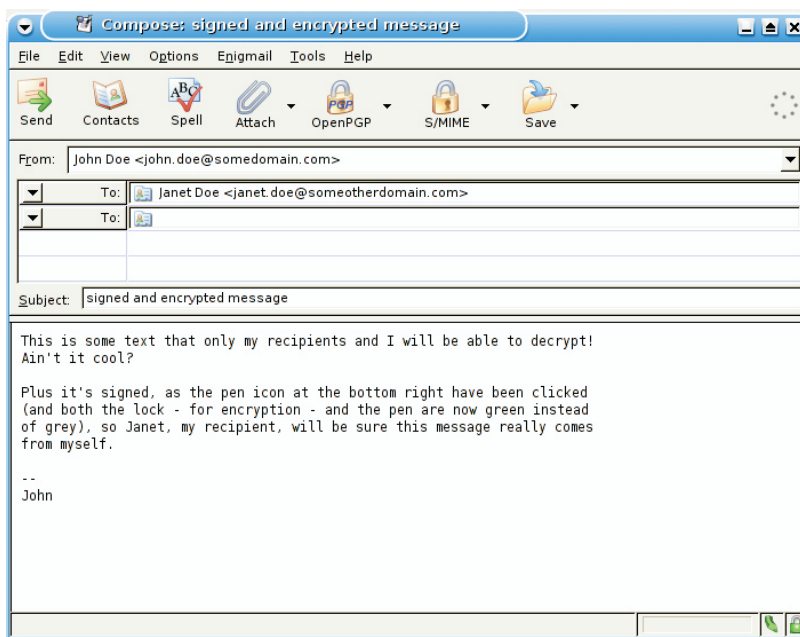 Compose: signed and encrypted message
File Edit View Options Enigmail Tools Help
ABC PGP
Send Contacts Spell Attach OpenPGP S/MIME Save
From: John Doe <john.doe@somedomain.com>
To: Janet Doe <janet.doe@someotherdomain.com>
To:
Subject: signed and encrypted message
This is some text that only my recipients and I will be able to decrypt!
Ain't it cool?
Plus it's signed, as the pen icon at the bottom right have been clicked
(and both the lock - for encryption - and the pen are now green instead
of grey), so Janet, my recipient, will be sure this message really comes
from myself.
--
John